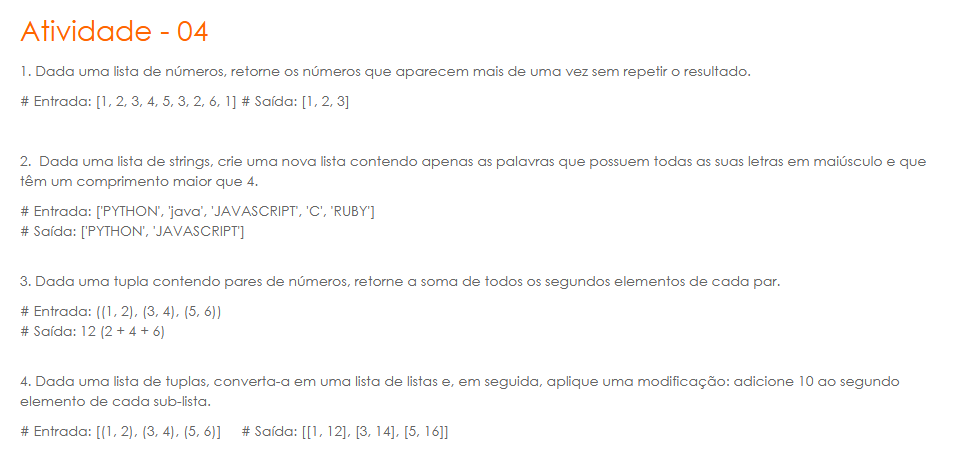 Atividade - 04
1. Dada uma lista de números, retorne os números que aparecem mais de uma vez sem repetir o resultado.
# Entrada: [1, 2, 3, 4, 5, 3, 2, 6, 1] # Saída: [1, 2, 3]
2. Dada uma lista de strings, crie uma nova lista contendo apenas as palavras que possuem todas as suas letras em maiúsculo e que
têm um comprimento maior que 4.
# Entrada: ['PYTHON', 'java', 'JAVASCRIPT', 'C', 'RUBY']
# Saída: ['PYTHON', 'JAVASCRIPT']
3. Dada uma tupla contendo pares de números, retorne a soma de todos os segundos elementos de cada par.
# Entrada: ((1, 2), (3, 4), (5, 6))
# Saída: 12 (2 + 4 + 6)
4. Dada uma lista de tuplas, converta-a em uma lista de listas e, em seguida, aplique uma modificação: adicione 10 ao segundo
elemento de cada sub-lista.
# Entrada: [(1, 2), (3, 4), (5, 6)] # Saída: [[1, 12], [3, 14], [5, 16]]